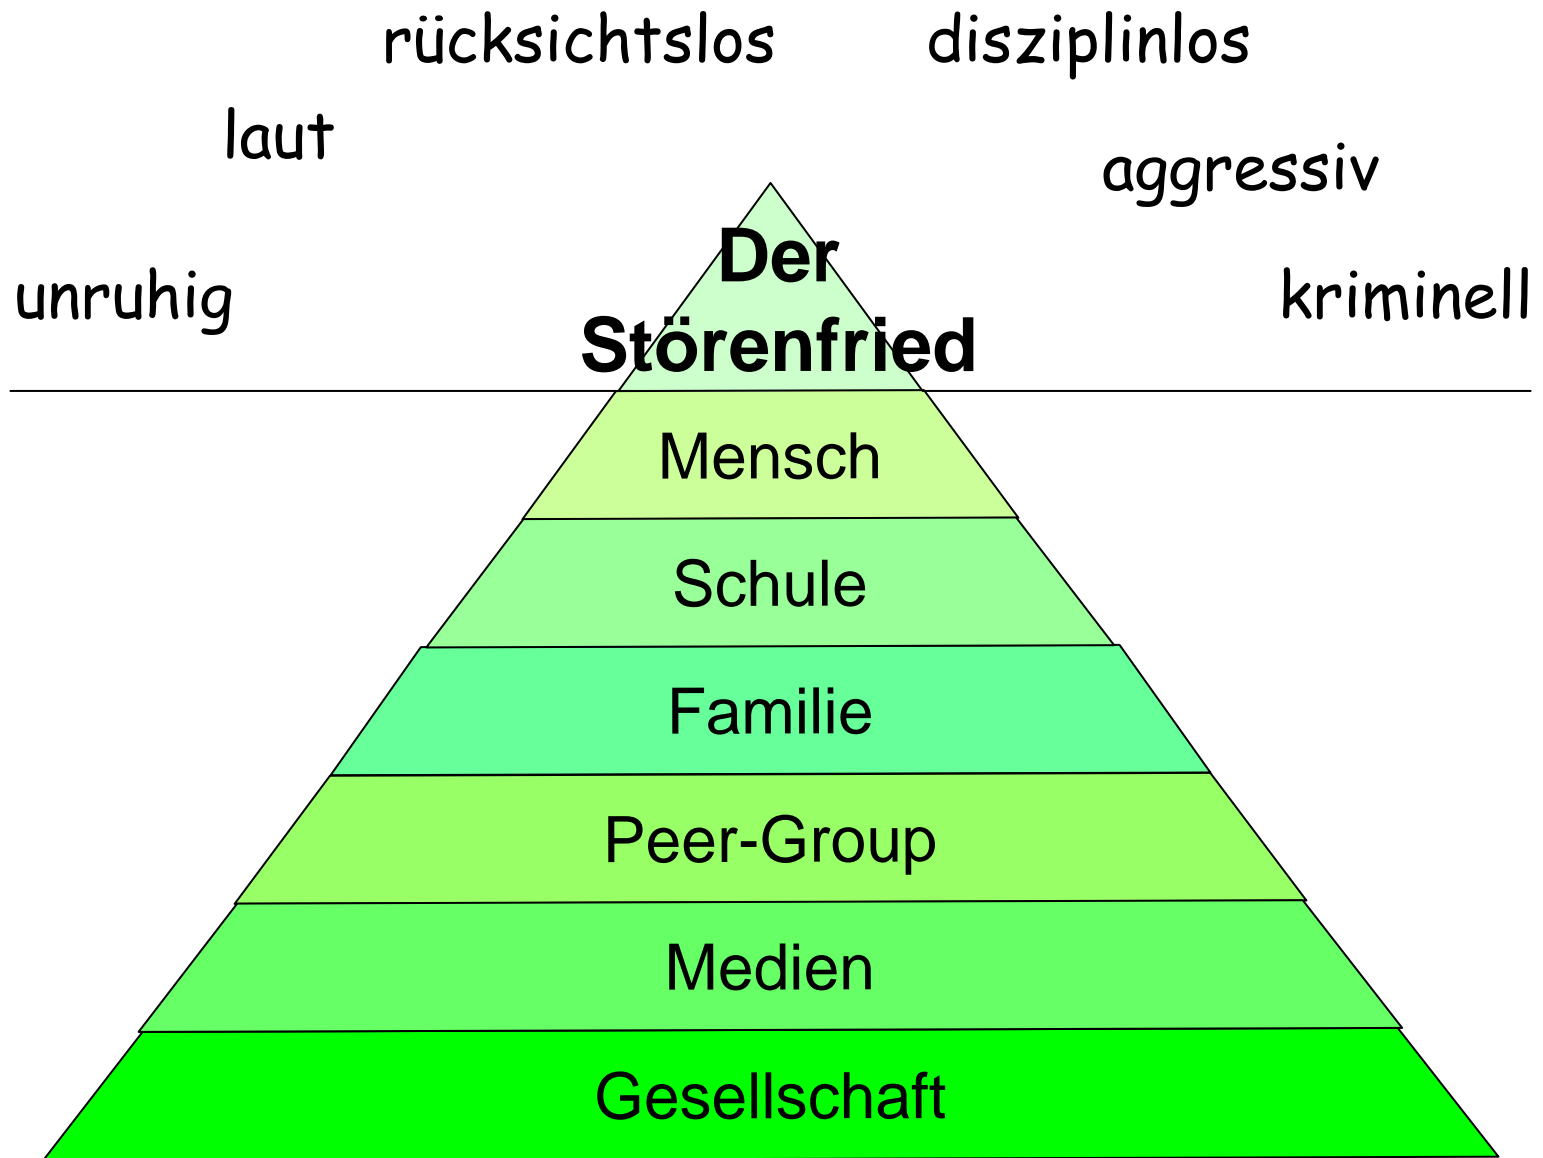 rücksichtslos disziplinlos
laut
aggressiv
unruhig
kriminell
Der
Störenfried
Mensch
Schule
Familie
Peer-Group
Medien
Gesellschaft